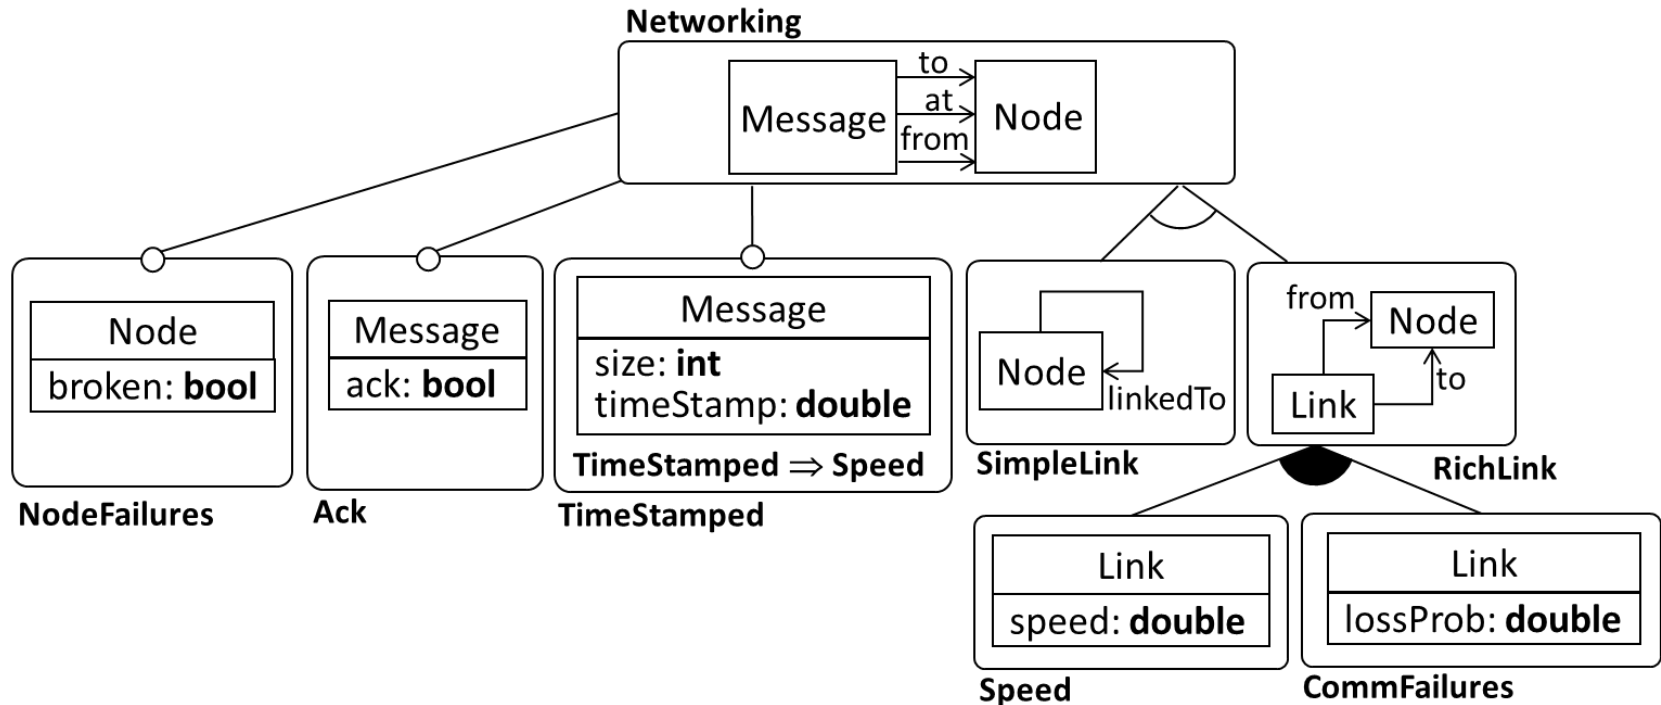 Networking
Message
to
at
from
Node
Node
broken: bool
NodeFailures
Message
ack: bool
Ack
Message
size: int
timeStamp: double
TimeStamped ⇒ Speed
TimeStamped
Node
linkedTo
SimpleLink
from
Node
Link
to
RichLink
Link
speed: double
Speed
Link
lossProb: double
CommFailures